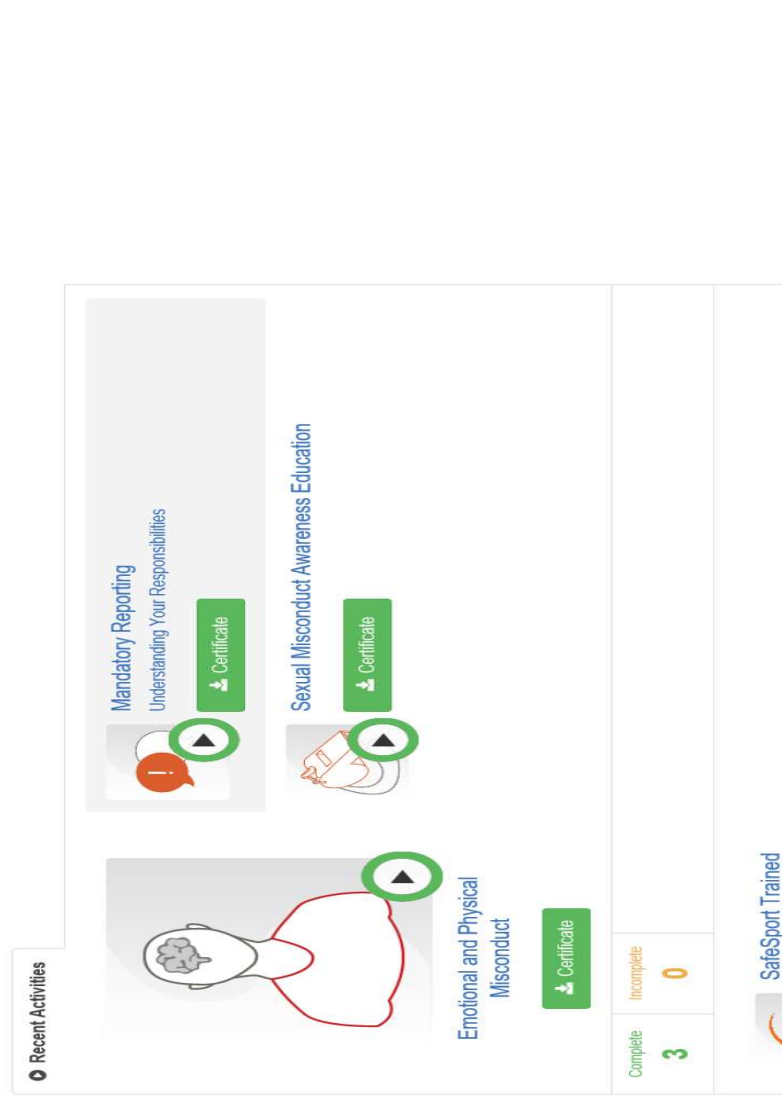 Recent Activities
Emotional and Physical
Misconduct
Certificate
Mandatory Reporting
Understanding Your Responsibilities
Certificate
Sexual Misconduct Awareness Education
Certificate
Complete
3
Incomplete
0
SafeSport Trained